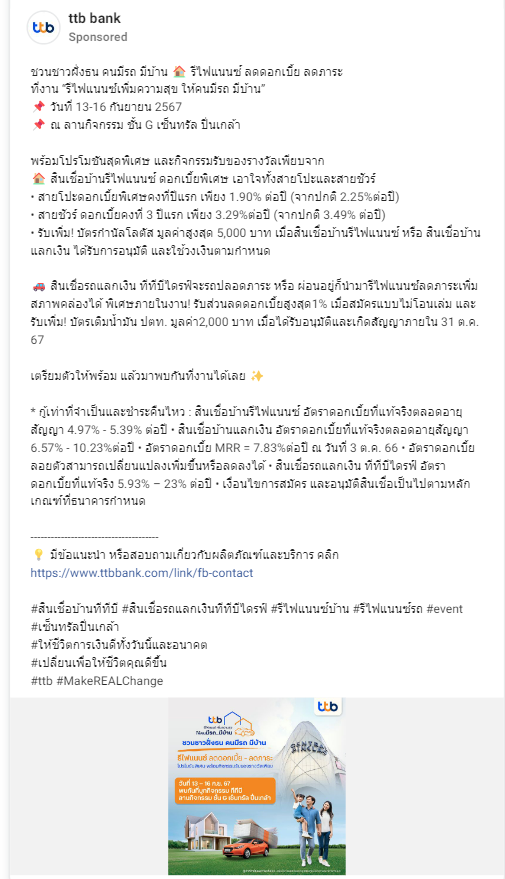 ttb bank
ttb
Sponsored
ชวนชาวฝั่งธน คนมีรถ มีบ้าน 🏠 รีไฟแนนซ์ ลดดอกเบี้ย ลดภาระ
ที่งาน "รีไฟแนนซ์เพิ่มความสุข ให้คนมีรถ มีบ้าน"
📌 วันที่ 13-16 กันยายน 2567
📌 ณ ลานกิจกรรม ชั้น G เซ็นทรัล ปิ่นเกล้า
พร้อมโปรโมชันสุดพิเศษ และกิจกรรมรับของรางวัลเพียบจาก
🏠 สินเชื่อบ้านรีไฟแนนซ์ ดอกเบี้ยพิเศษ เอาใจทั้งสายโปะและสายชัวร์
• สายโปะดอกเบี้ยพิเศษคงที่ปีแรก เพียง 1.90% ต่อปี (จากปกติ 2.25%ต่อปี)
• สายชัวร์ ดอกเบี้ยคงที่ 3 ปีแรก เพียง 3.29%ต่อปี (จากปกติ 3.49% ต่อปี)
• รับเพิ่ม! บัตรกำนัลโลตัส มูลค่าสูงสุด 5,000 บาท เมื่อสินเชื่อบ้านรีไฟแนนซ์ หรือ สินเชื่อบ้าน
แลกเงิน ได้รับการอนุมัติ และใช้วงเงินตามกำหนด
🚗 สินเชื่อรถแลกเงิน ทีทีบีไดรฟ์จะรถปลอดภาระ หรือ ผ่อนอยู่ก็นำมารีไฟแนนซ์ลดภาระเพิ่ม
สภาพคล่องได้ พิเศษภายในงาน! รับส่วนลดดอกเบี้ยสูงสุด1% เมื่อสมัครแบบไม่โอนเล่ม และ
รับเพิ่ม! บัตรเติมน้ำมัน ปตท. มูลค่า2,000 บาท เมื่อได้รับอนุมัติและเกิดสัญญาภายใน 31 ต.ค.
67
เตรียมตัวให้พร้อม แล้วมาพบกันที่งานได้เลย ✨
* กู้เท่าที่จำเป็นและชำระคืนไหว : สินเชื่อบ้านรีไฟแนนซ์ อัตราดอกเบี้ยที่แท้จริงตลอดอายุ
สัญญา 4.97% - 5.39% ต่อปี • สินเชื่อบ้านแลกเงิน อัตราดอกเบี้ยที่แท้จริงตลอดอายุสัญญา
6.57% - 10.23%ต่อปี • อัตราดอกเบี้ย MRR = 7.83%ต่อปี ณ วันที่ 3 ต.ค. 66 • อัตราดอกเบี้ย
ลอยตัวสามารถเปลี่ยนแปลงเพิ่มขึ้นหรือลดลงได้ • สินเชื่อรถแลกเงิน ทีทีบีไดรฟ์ อัตรา
ดอกเบี้ยที่แท้จริง 5.93% – 23% ต่อปี • เงื่อนไขการสมัคร และอนุมัติสินเชื่อเป็นไปตามหลัก
เกณฑ์ที่ธนาคารกำหนด
--------------------------------------
💡 มีข้อแนะนำ หรือสอบถามเกี่ยวกับผลิตภัณฑ์และบริการ คลิก
https://www.ttbbank.com/link/fb-contact
#สินเชื่อบ้านทีทีบี #สินเชื่อรถแลกเงินทีทีบีไดรฟ์ #รีไฟแนนซ์บ้าน #รีไฟแนนซ์รถ #event
#เซ็นทรัลปิ่นเกล้า
#ให้ชีวิตการเงินดีทั้งวันนี้และอนาคต
#เปลี่ยนเพื่อให้ชีวิตคุณดีขึ้น
#ttb #MakeREALChange
ttb
ttb
ให้คนมีรถ...มีบ้าน
ชวนชาวฝั่งธน คนมีรถ มีบ้าน
รีไฟแนนซ์ ลดดอกเบี้ย - ลดภาระ
วันที่ 13 – 16 ก.ย. 67
พบกันที่บูทกิจกรรม ทีทีบี
ลานกิจกรรม ชั้น G เซ็นทรัล ปิ่นเกล้า
CENTRAL
PINKLAO